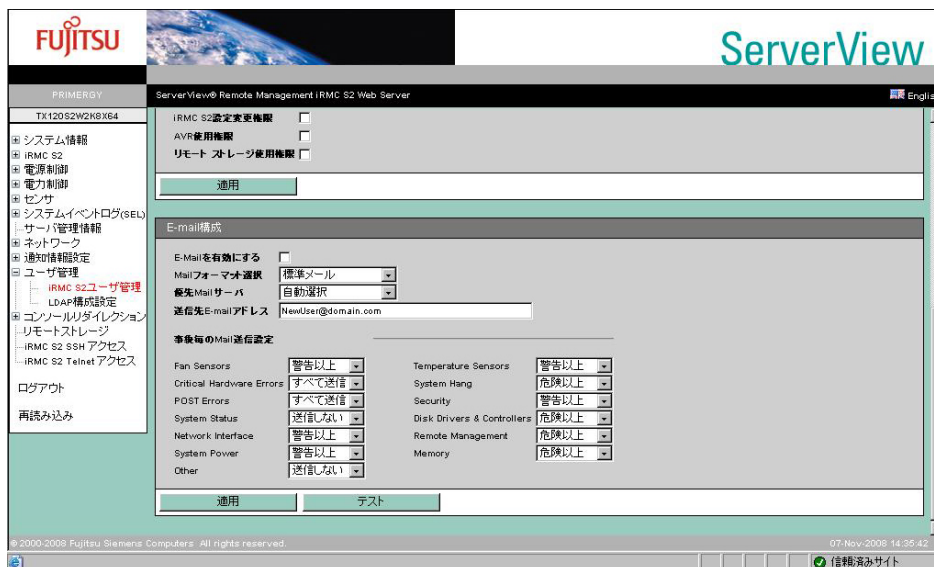 FUJITSU
ServerView
PRIMERGY
ServerView® Remote Management iRMC S2 Web Server
Englis
TX120S2W2K8X64
システム情報
iRMC S2
電源制御
電力制御
センサ
システムイベントログ(SEL)
サーバ管理情報
ネットワーク
通知情報設定
ユーザ管理
iRMC S2ユーザ管理
LDAP構成設定
コンソールリダイレクション
リモートストレージ
iRMC S2 SSH アクセス
iRMC S2 Telnet アクセス
ログアウト
再読み込み
iRMC S2設定変更権限
AVR使用権限
リモート ストレージ使用権限
適用
E-mail構成
E-Mailを有効にする
Mailフォーマット選択 標準メール
優先Mailサーバ 自動選択
送信先E-mailアドレス NewUser@domain.com
事後毎のMail送信設定
Fan Sensors 警告以上 Temperature Sensors 警告以上
Critical Hardware Errors すべて送信 System Hang 危険以上
POST Errors すべて送信 Security 警告以上
System Status 送信しない Disk Drivers & Controllers 危険以上
Network Interface 警告以上 Remote Management 危険以上
System Power 警告以上 Memory 危険以上
Other 送信しない
適用 テスト
© 2000-2008 Fujitsu Siemens Computers All rights reserved. 07-Nov-2008 14:35:42
信頼済みサイト